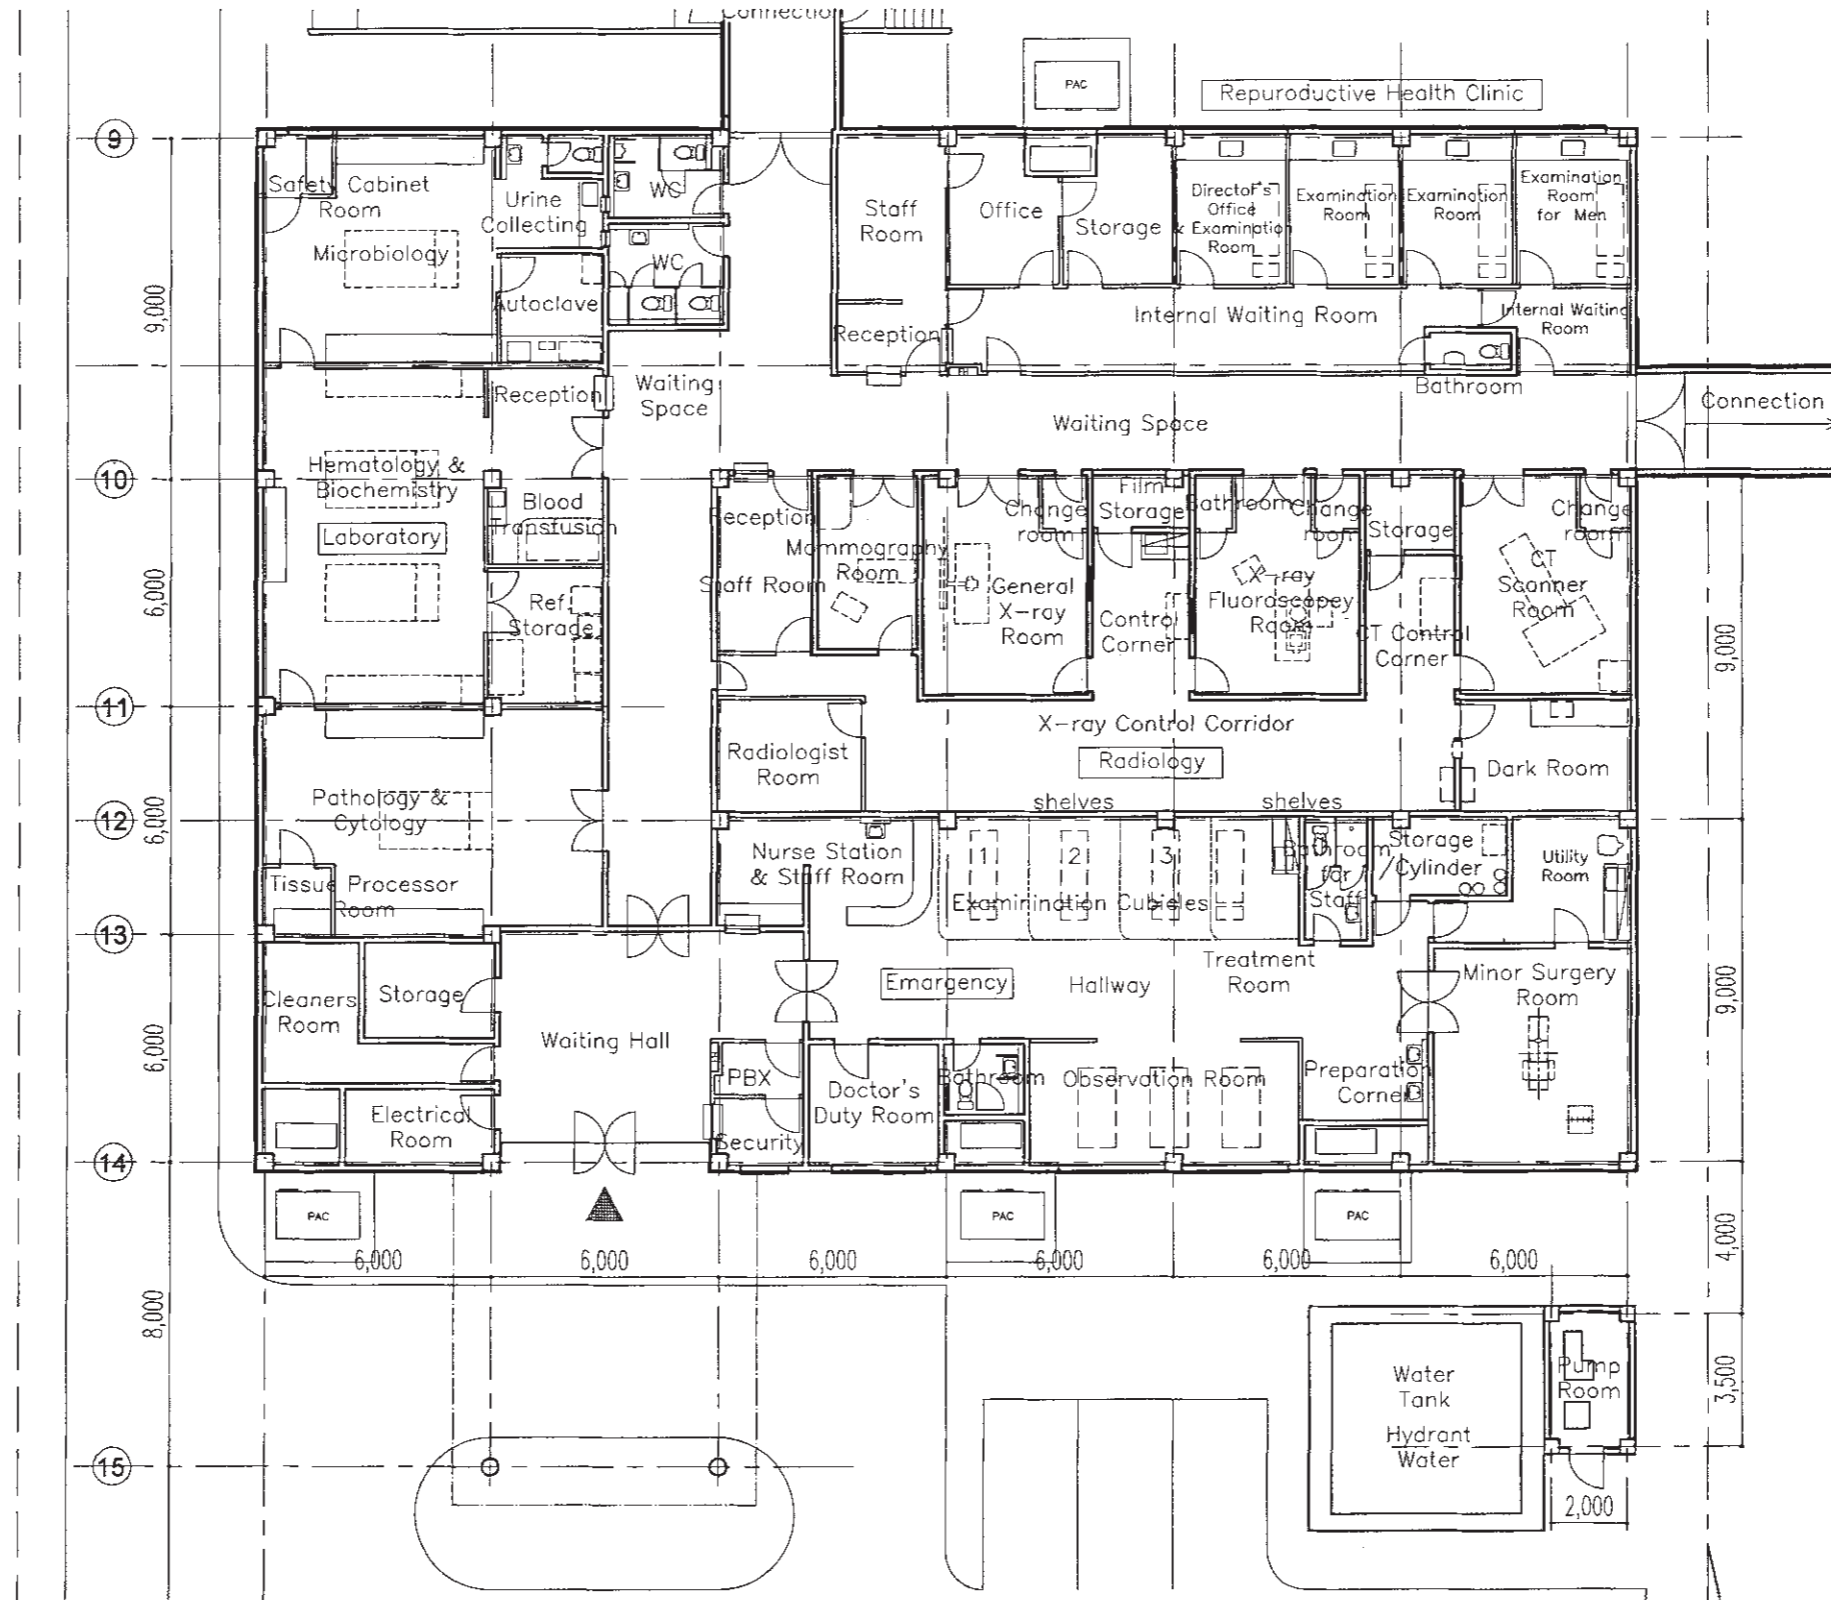 Connection
PAC
Repuroductive Health Clinic
9
Safety Cabinet
Room
Microbiology
Urine
Collecting
WC
WC
Autoclave
Staff
Room
Reception
Office
Storage
Director's
Office
& Examination
Room
Examination
Room
Examination
Room
Examination
Room
for Men
Internal Waiting Room
Internal Waiting
Room
Bathroom
9,000
Reception
Waiting
Space
Waiting Space
Connection
10
Hematology &
Biochemistry
Laboratory
Blood
Transfusion
Ref.
Storage
Reception
Staff Room
Mammography
Room
General
X-ray
Room
Change
room
Film
Storage
Control
Corner
Bathroom
Change
room
X-ray
Fluoroscopey
Room
Storage
CT Control
Corner
CT
Scanner
Room
Change
room
6,000
9,000
11
X-ray Control Corridor
Radiology
Radiologist
Room
Dark Room
shelves
shelves
6,000
12
Pathology &
Cytology
Tissue Processor
Room
Nurse Station
& Staff Room
1
2
3
Examinination Cubicles
Bathroom
for
Staff
Storage
/Cylinder
Utility
Room
13
Cleaners
Room
Storage
Waiting Hall
Emargency
Hallway
Treatment
Room
Minor Surgery
Room
6,000
9,000
Electrical
Room
PBX
Security
Doctor's
Duty Room
Bathroom
Observation Room
Preparation
Corner
14
PAC
PAC
PAC
6,000
6,000
6,000
6,000
6,000
6,000
4,000
8,000
Water
Tank
Hydrant
Water
Pump
Room
3,500
2,000
15